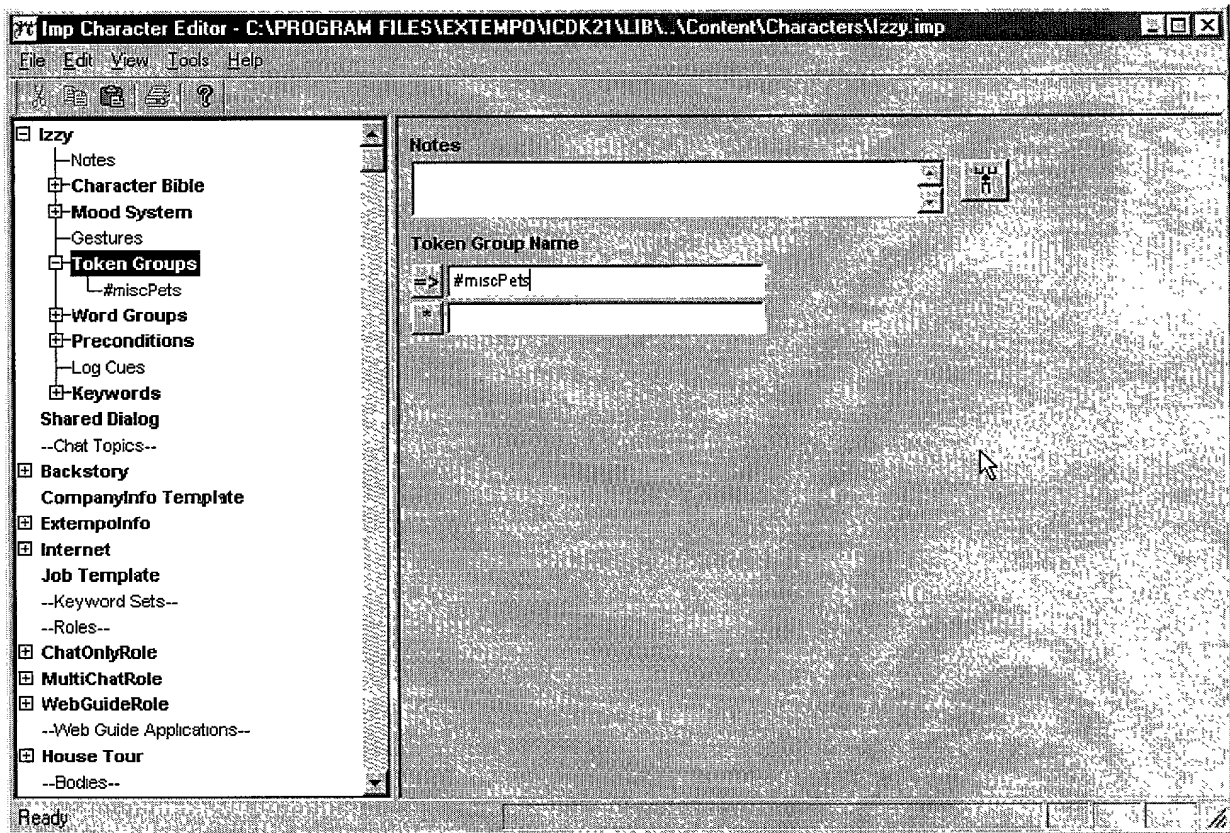 Imp Character Editor - C:\PROGRAM FILES\EXTEMPO\ICDK21\LIB\..\Content\Characters\Izzy.imp
File Edit View Tools Help
Izzy
Notes
Character Bible
Mood System
Gestures
Token Groups
#miscPets
Word Groups
Preconditions
Log Cues
Keywords
Shared Dialog
--Chat Topics--
Backstory
CompanyInfo Template
ExtempoInfo
Internet
Job Template
--Keyword Sets--
--Roles--
ChatOnlyRole
MultiChatRole
WebGuideRole
--Web Guide Applications--
House Tour
--Bodies--
Notes
Token Group Name
=> #miscPets
*
Ready